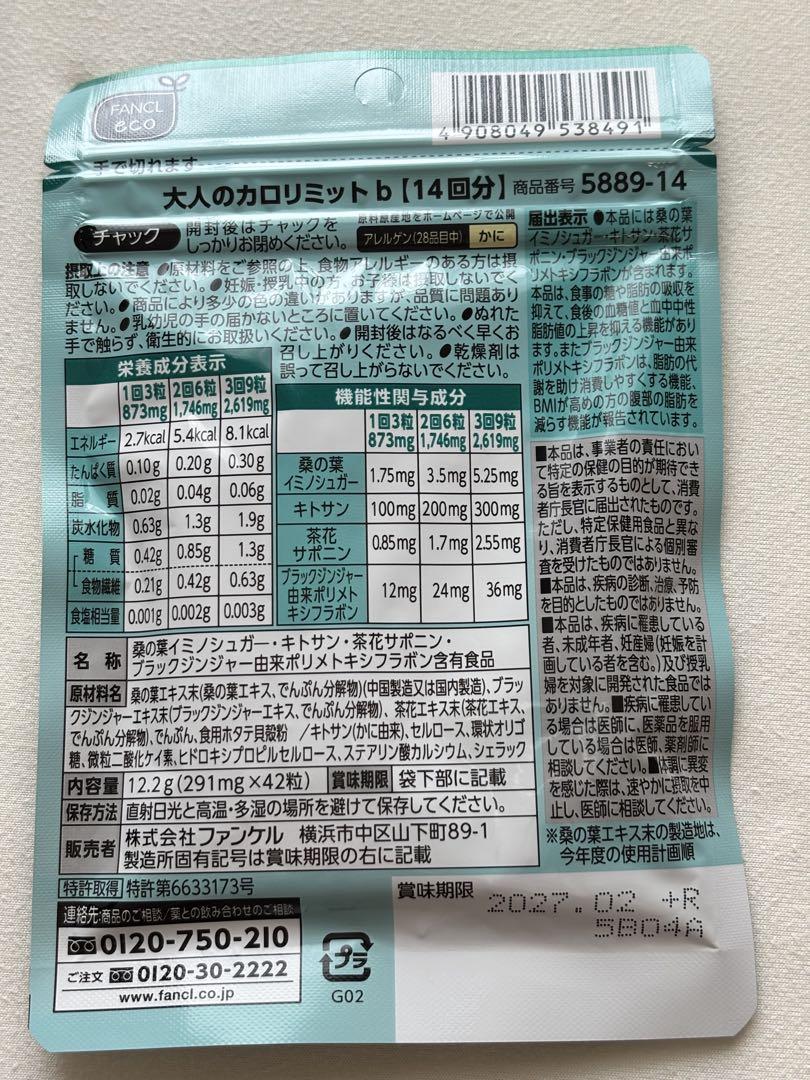 FANCL
eco
4 908049 538491
手で切れます
大人のカロリミット b【14回分】商品番号 5889-14
チャック
開封後はチャックを
しっかりお閉めください。
原料原産地をホームページで公開
アレルゲン(28品目中) かに
摂取上の注意 ●原材料をご参照の上、食物アレルギーのある方は摂
取しないでください。●妊娠・授乳中の方、お子様は摂取しないでく
ださい。●商品により多少の色の違いがありますが、品質に問題あり
ません。●乳幼児の手の届かないところに置いてください。●ぬれた
手で触らず、衛生的にお取扱いください。●開封後はなるべく早くお
召し上がりください。●乾燥剤は
誤って召し上がらないでください。
栄養成分表示
1回3粒 2回6粒 3回9粒
873mg 1,746mg 2,619mg
エネルギー 2.7kcal 5.4kcal 8.1kcal
たんぱく質 0.10g 0.20g 0.30g
脂質 0.02g 0.04g 0.06g
炭水化物 0.63g 1.3g 1.9g
糖質 0.42g 0.85g 1.3g
食物繊維 0.21g 0.42g 0.63g
食塩相当量 0.001g 0.002g 0.003g
機能性関与成分
1回3粒 2回6粒 3回9粒
873mg 1,746mg 2,619mg
桑の葉
イミノシュガー 1.75mg 3.5mg 5.25mg
キトサン 100mg 200mg 300mg
茶花
サポニン 0.85mg 1.7mg 2.55mg
ブラックジンジャー
由来ポリメト
キシフラボン 12mg 24mg 36mg
届出表示 ●本品には桑の葉
イミノシュガー・キトサン・茶花サ
ポニン・ブラックジンジャー由来ポ
リメトキシフラボンが含まれます。
本品は、食事の糖や脂肪の吸収を
抑えて、食後の血糖値と血中中性
脂肪値の上昇を抑える機能があり
ます。またブラックジンジャー由来
ポリメトキシフラボンは、脂肪の代
謝を助け消費しやすくする機能、
BMIが高めの方の腹部の脂肪を
減らす機能が報告されています。
■本品は、事業者の責任におい
て特定の保健の目的が期待でき
る旨を表示するものとして、消費
者庁長官に届出されたものです。
ただし、特定保健用食品と異な
り、消費者庁長官による個別審
査を受けたものではありません。
■本品は、疾病の診断、治療、予防
を目的としたものではありません。
■本品は、疾病に罹患している
者、未成年者、妊産婦(妊娠を計
画している者を含む。)及び授乳
婦を対象に開発された食品では
ありません。■疾病に罹患してい
る場合は医師に、医薬品を服用
している場合は医師、薬剤師に
相談してください。■体調に異変
を感じた際は、速やかに摂取を中
止し、医師に相談してください。
※桑の葉エキス末の製造地は、
今年度の使用計画順
名称 桑の葉イミノシュガー・キトサン・茶花サポニン・
ブラックジンジャー由来ポリメトキシフラボン含有食品
原材料名 桑の葉エキス末(桑の葉エキス、でんぷん分解物)(中国製造又は国内製造)、ブラッ
クジンジャーエキス末(ブラックジンジャーエキス、でんぷん分解物)、茶花エキス末(茶花エキス、
でんぷん分解物)、でんぷん、食用ホタテ貝殻粉 /キトサン(かに由来)、セルロース、環状オリゴ
糖、微粒二酸化ケイ素、ヒドロキシプロピルセルロース、ステアリン酸カルシウム、シェラック
内容量 12.2g(291mg×42粒) 賞味期限 袋下部に記載
保存方法 直射日光と高温・多湿の場所を避けて保存してください。
販売者 株式会社ファンケル 横浜市中区山下町89-1
製造所固有記号は賞味期限の右に記載
特許取得 特許第6633173号
連絡先:商品のご相談/薬との飲み合わせのご相談
0120-750-210
ご注文 0120-30-2222
www.fancl.co.jp
プラ
G02
賞味期限 2027.02 +R
5B04A